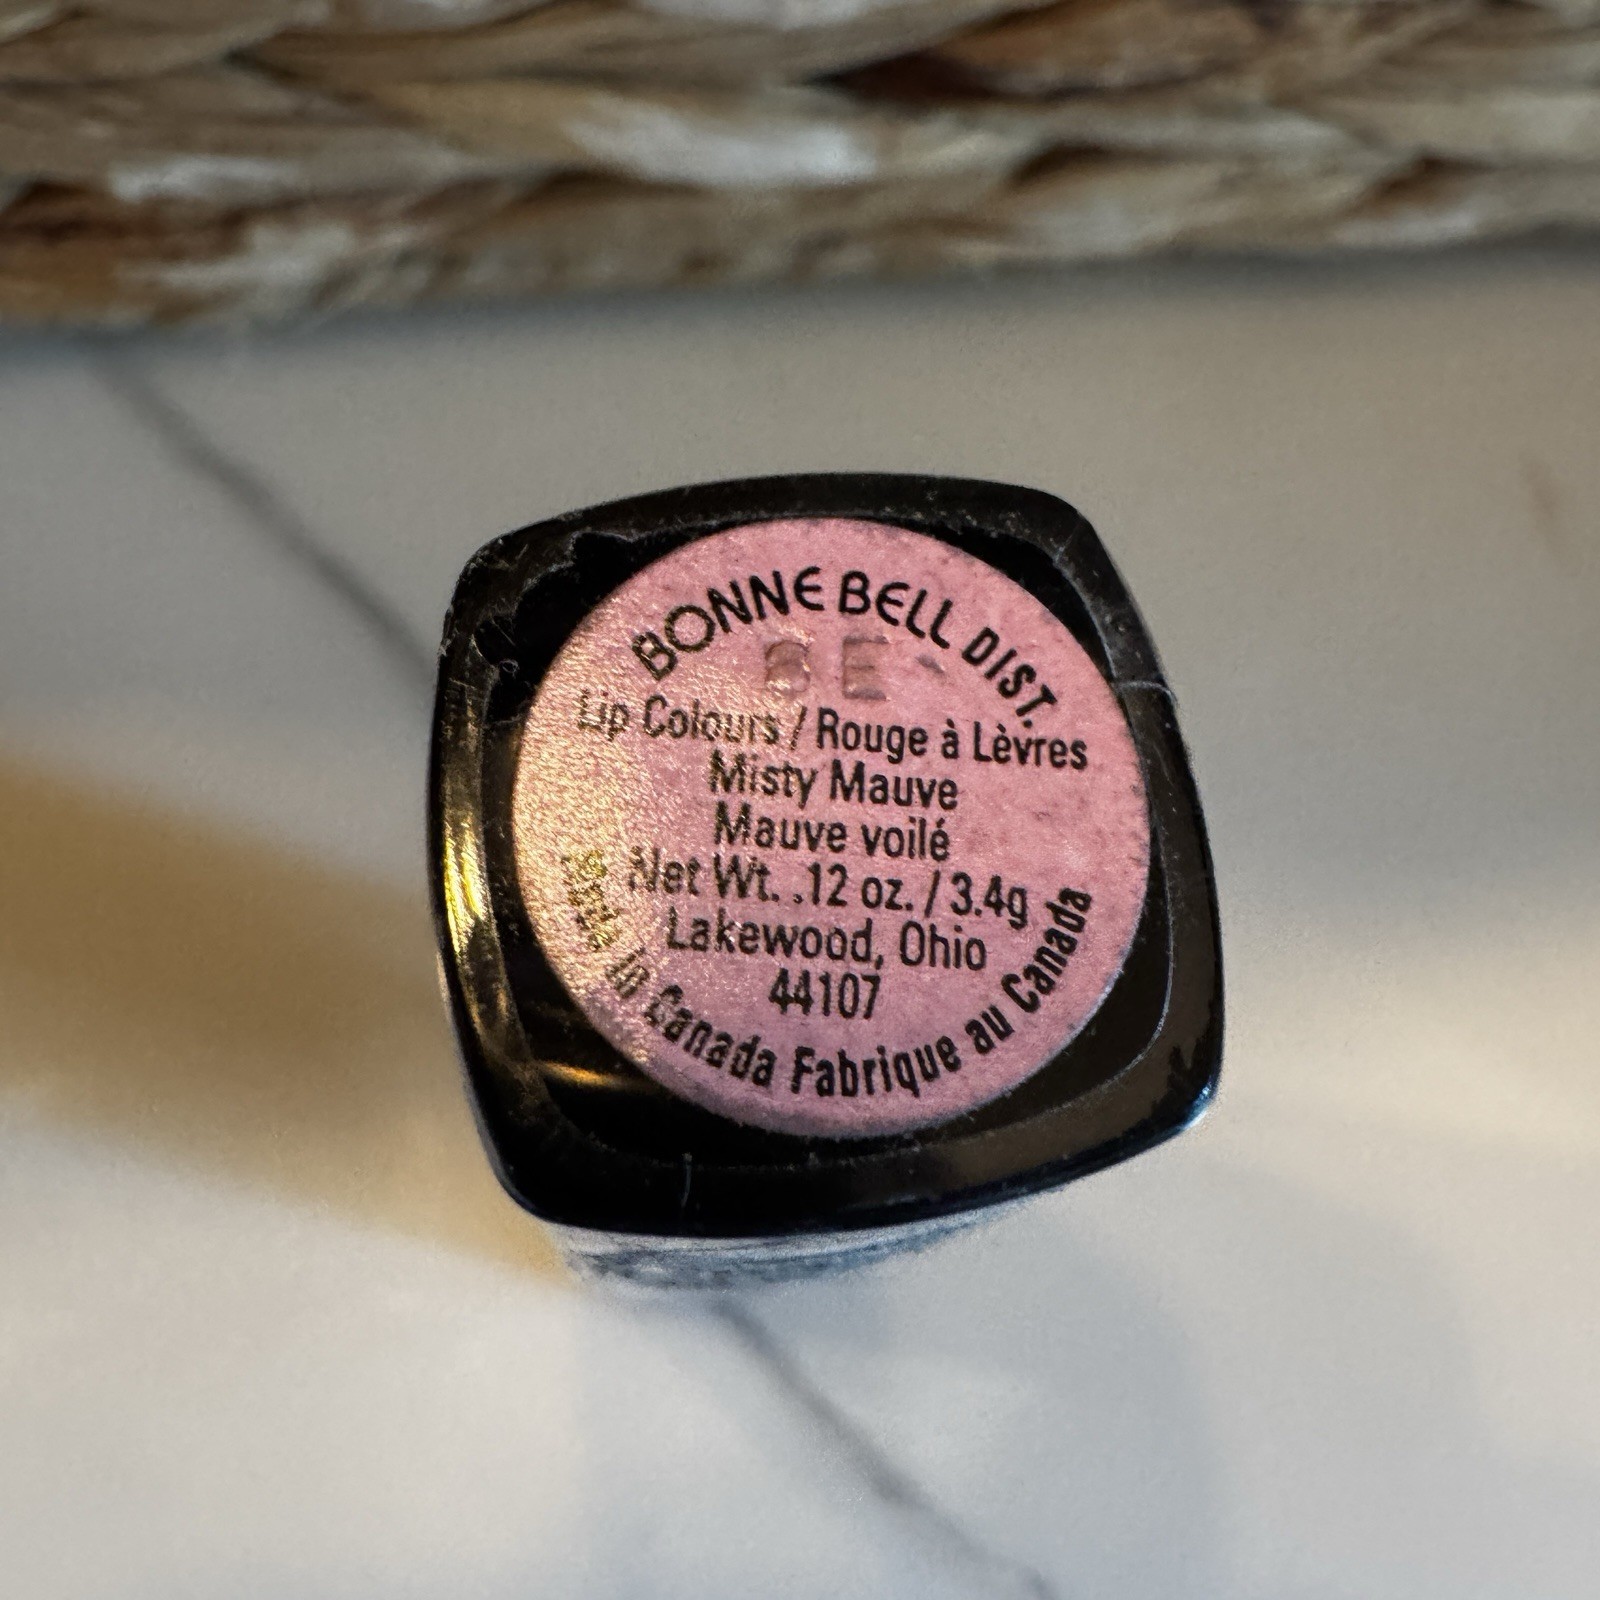 BONNE BELL DIST.
Lip Colours / Rouge à Lèvres
Misty Mauve
Mauve voilé
Net Wt. .12 oz. / 3.4g
Lakewood, Ohio
44107
Made in Canada Fabrique au Canada